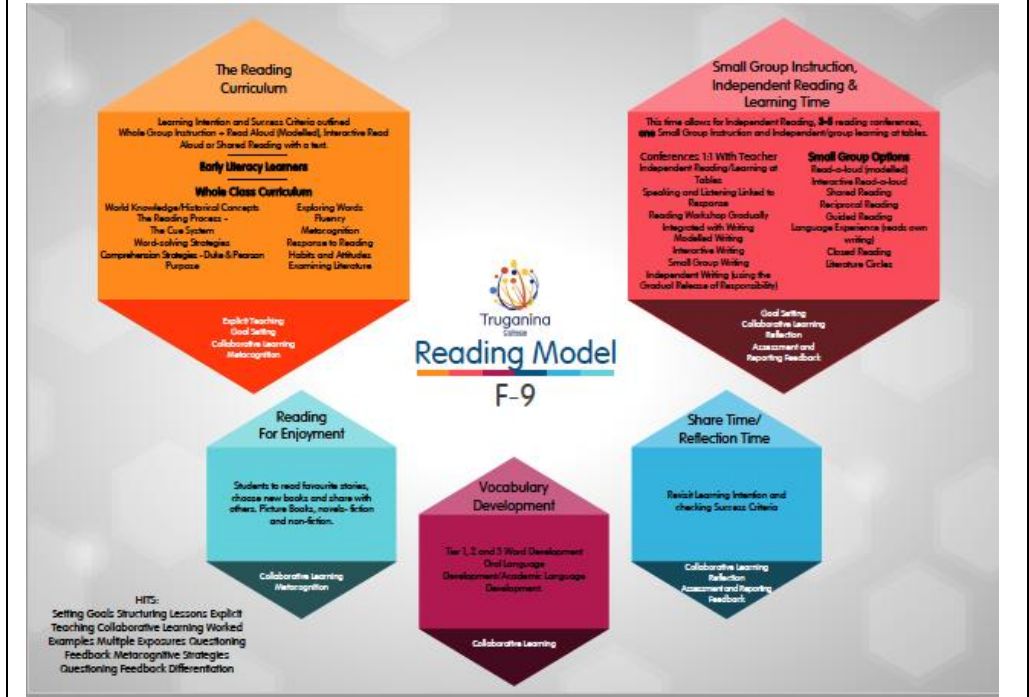 The Reading
Curriculum
Learning Intention and Success Criteria outlined
Whole Group Instruction – Read Aloud (Modelled), Interactive Read
Aloud or Shared Reading with a text.
Early Literacy Learners
Whole Class Curriculum
World Knowledge/Historical Concepts
The Reading Process -
The Cue System
Word-solving Strategies
Comprehension Strategies - Duke & Pearson
Purpose
Exploring Words
Fluency
Metacognition
Response to Reading
Habits and Attitudes
Examining Literature
Explicit Teaching
Goal Setting
Collaborative Learning
Metacognition
Small Group Instruction,
Independent Reading &
Learning Time
This time allows for Independent Reading, 3-5 reading conferences,
one Small Group Instruction and Independent/group learning at tables.
Conferences 1:1 With Teacher
Independent Reading/Learning at
Tables
Speaking and Listening Linked to
Response
Reading Workshop Gradually
Integrated with Writing
Modelled Writing
Interactive Writing
Small Group Writing
Independent Writing (using the
Gradual Release of Responsibility)
Small Group Options
Read-a-loud (modelled)
Interactive Read-a-loud
Shared Reading
Reciprocal Reading
Guided Reading
Language Experience (reads own
writing)
Closed Reading
Literature Circles
Goal Setting
Collaborative Learning
Reflection
Assessment and
Reporting Feedback
Truganina
College
Reading Model
F-9
Reading
For Enjoyment
Students to read favourite stories,
choose new books and share with
others. Picture Books, novels- fiction
and non-fiction.
Collaborative Learning
Metacognition
Vocabulary
Development
Tier 1, 2 and 3 Word Development
Oral Language
Development/Academic Language
Development
Collaborative Learning
Share Time/
Reflection Time
Revisit Learning Intention and
checking Success Criteria
Collaborative Learning
Reflection
Assessment and Reporting
Feedback
HITS:
Setting Goals Structuring Lessons Explicit
Teaching Collaborative Learning Worked
Examples Multiple Exposures Questioning
Feedback Metacognitive Strategies
Questioning Feedback Differentiation